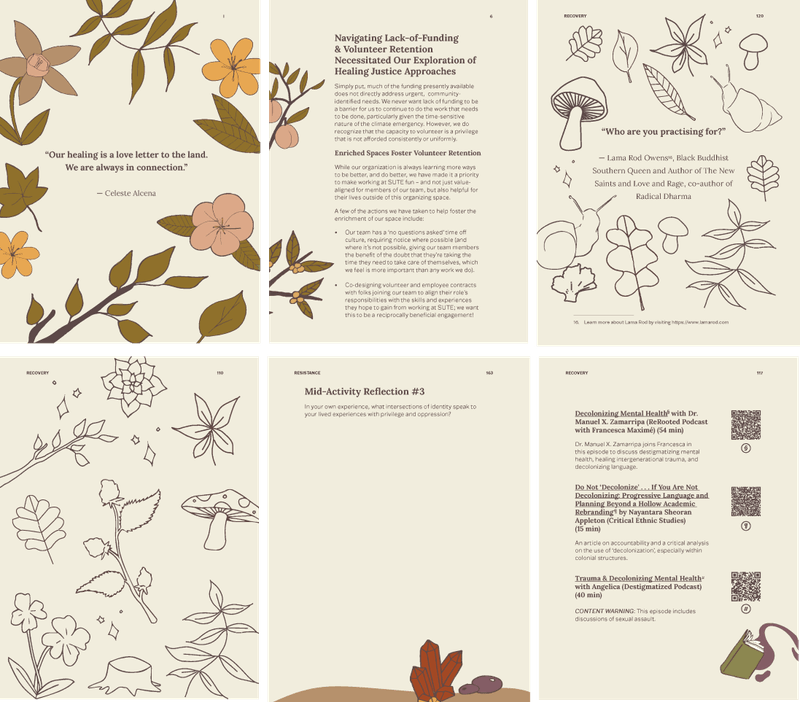 1
“Our healing is a love letter to the land.
We are always in connection.”
— Celeste Alcena
6
Navigating Lack-of-Funding
& Volunteer Retention
Necessitated Our Exploration of
Healing Justice Approaches
Simply put, much of the funding presently available
does not directly address urgent, community-
identified needs. We never want lack of funding to be
a barrier for us to continue to do the work that needs
to be done, particularly given the time-sensitive
nature of the climate emergency. However, we do
recognize that the capacity to volunteer is a privilege
that is not afforded consistently or uniformly.
Enriched Spaces Foster Volunteer Retention
While our organization is always learning more ways
to be better, and do better, we have made it a priority
to make working at SUTE fun – and not just value-
aligned for members of our team, but also helpful for
their lives outside of this organizing space.
A few of the actions we have taken to help foster the
enrichment of our space include:
• Our team has a ‘no questions asked’ time off
culture, requiring notice where possible (and
where it’s not possible, giving our team members
the benefit of the doubt that they’re taking the
time they need to take care of themselves, which
we feel is more important than any work we do).
• Co-designing volunteer and employee contracts
with folks joining our team to align their role’s
responsibilities with the skills and experiences
they hope to gain from working at SUTE; we want
this to be a reciprocally beneficial engagement!
RECOVERY 129
“Who are you practising for?”
— Lama Rod Owens, Black Buddhist
Southern Queen and Author of The New
Saints and Love and Rage, co-author of
Radical Dharma
Learn more about Lama Rod by visiting https://www.lamarod.com
RECOVERY
RESISTANCE
Mid-Activity Reflection #3
In your own experience, what intersections of identity speak to
your lived experiences with privilege and oppression?
RECOVERY 117
Decolonizing Mental Health with Dr.
Manuel X. Zamarripa (ReRooted Podcast
with Francesca Maximé) (54 min)
Dr. Manuel X. Zamarripa joins Francesca in
this episode to discuss destigmatizing mental
health, healing intergenerational trauma, and
decolonizing language.
Do Not ‘Decolonize’ . . . If You Are Not
Decolonizing: Progressive Language and
Planning Beyond a Hollow Academic
Rebranding by Nayantara Sheoran
Appleton (Critical Ethnic Studies)
(15 min)
An article on accountability and a critical analysis
on the use of ‘decolonization’, especially within
colonial structures.
Trauma & Decolonizing Mental Health
with Angelica (Destigmatized Podcast)
(40 min)
CONTENT WARNING: This episode includes
discussions of sexual assault.